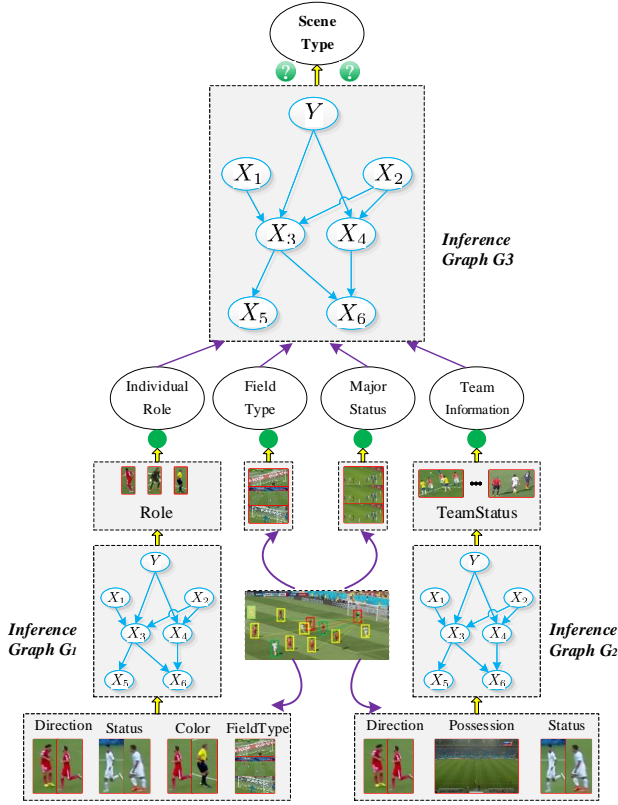 Scene
Type
?
?
Y
X1
X2
X3
X4
X5
X6
Inference
Graph G3
Individual
Role
Field
Type
Major
Status
Team
Information
Role
TeamStatus
Y
X1
X2
X3
X4
X5
X6
Inference
Graph G1
Y
X1
X2
X3
X4
X5
X6
Inference
Graph G2
Direction
Status
Color
FieldType
Direction
Possession
Status